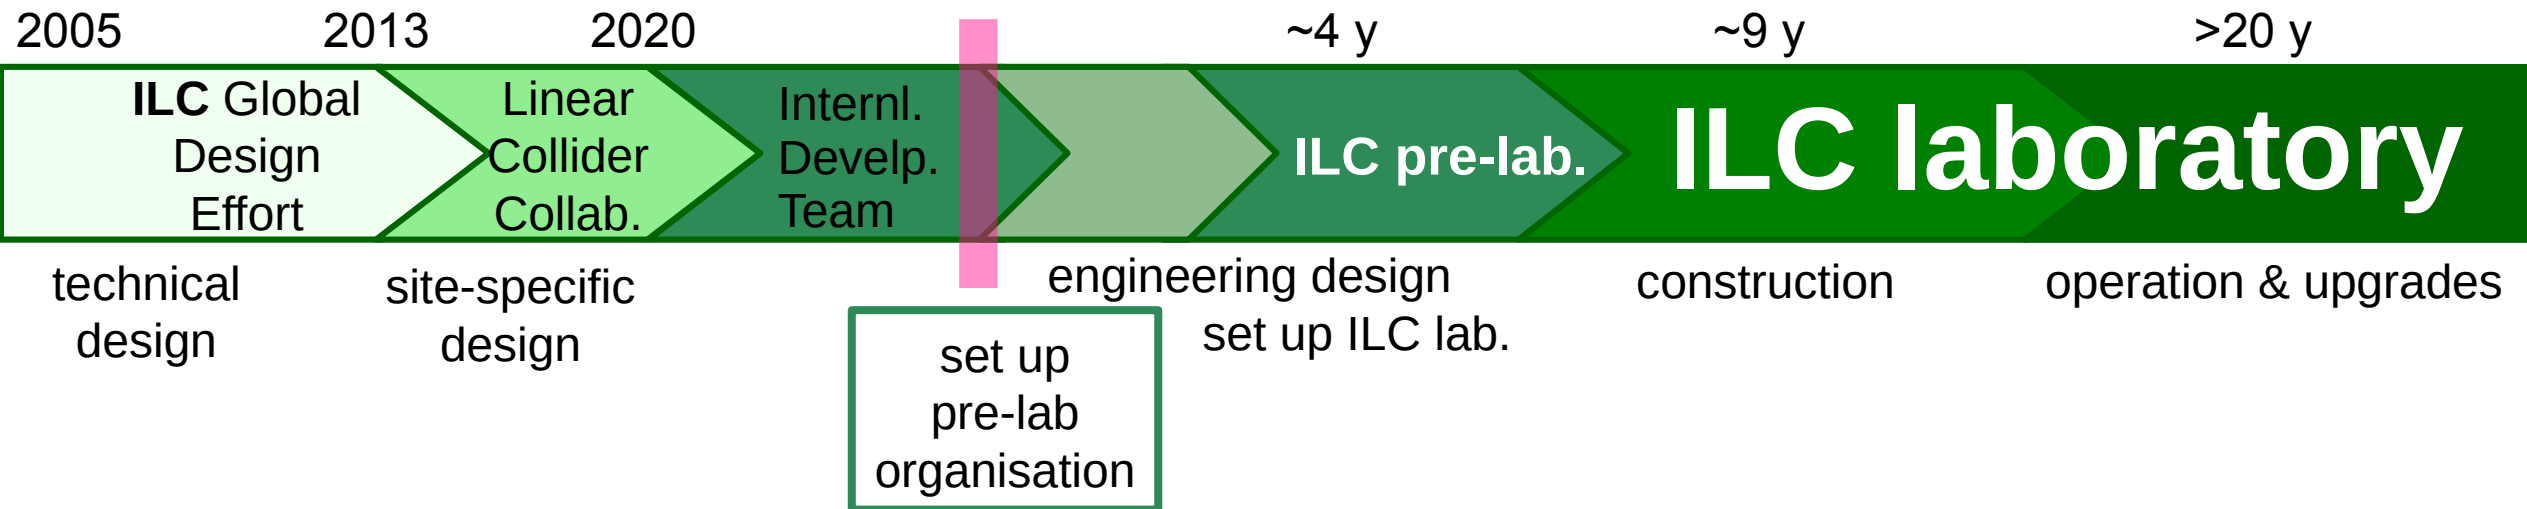 2005 2013 2020 ~4 y ~9 y >20 y
ILC Global
Design
Effort
Linear
Collider
Collab.
Internl.
Develp.
Team
ILC pre-lab.
ILC laboratory
technical
design
site-specific
design
set up
pre-lab
organisation
engineering design
set up ILC lab.
construction
operation & upgrades